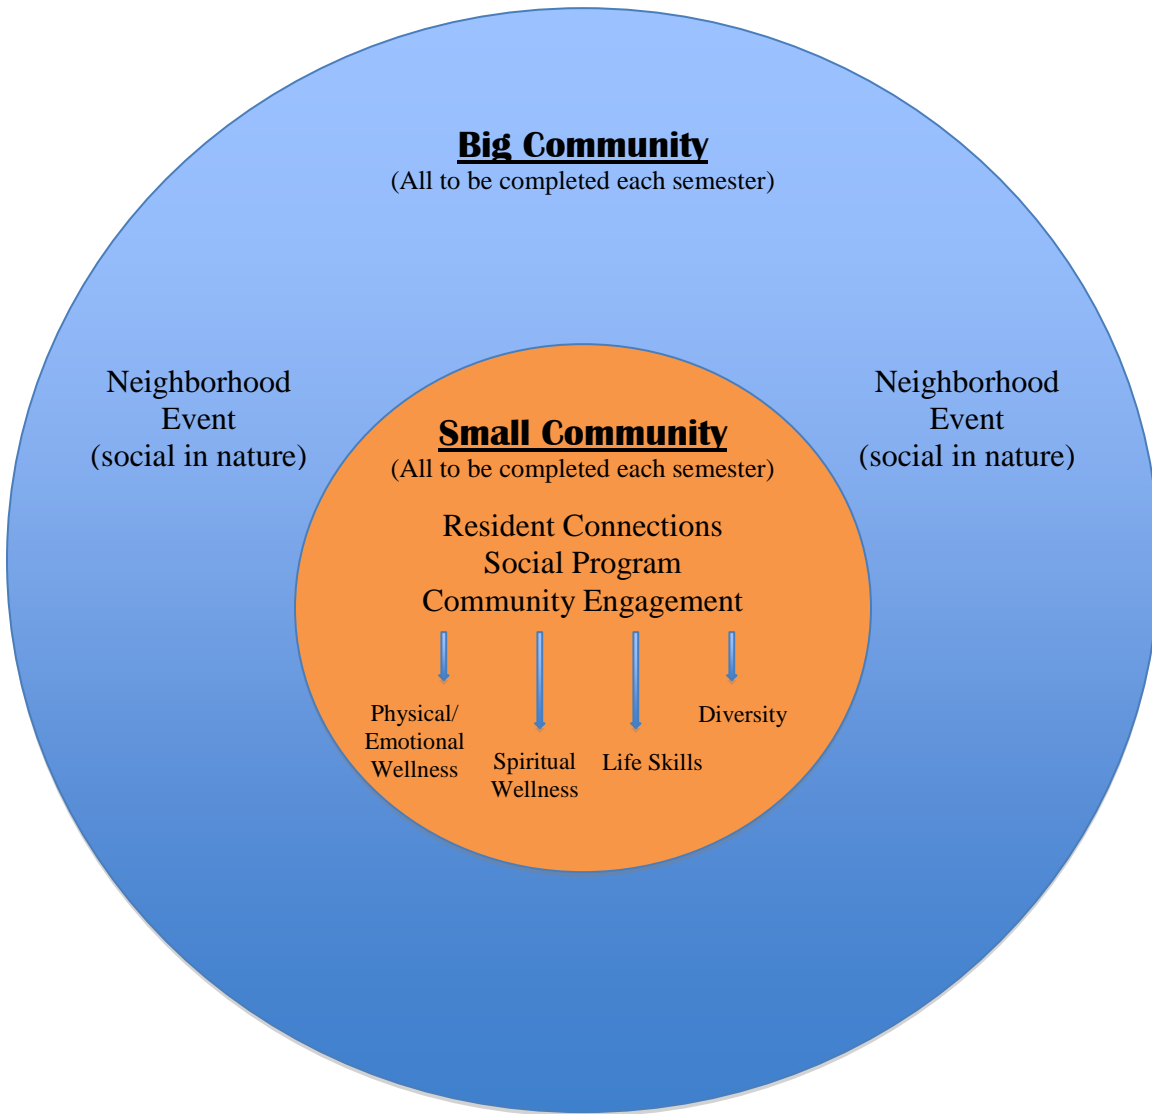 Big Community
(All to be completed each semester)
Neighborhood
Event
(social in nature)
Neighborhood
Event
(social in nature)
Small Community
(All to be completed each semester)
Resident Connections
Social Program
Community Engagement
Physical/
Emotional
Wellness
Spiritual
Wellness
Life Skills
Diversity